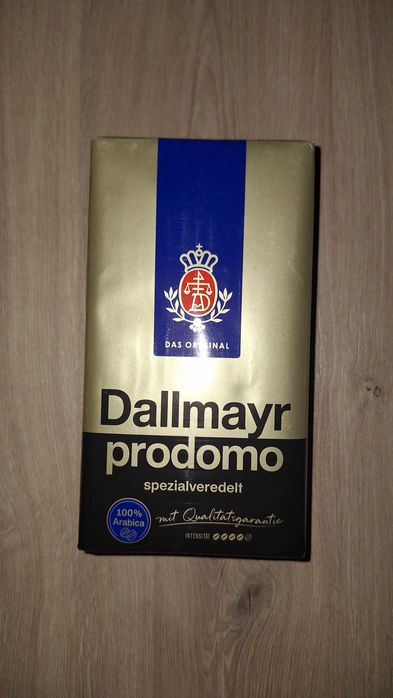 DAS ORIGINAL
Dallmayr
prodomo
spezialveredelt
100%
Arabica
mit Qualitätsgarantie
INTENSITÄT